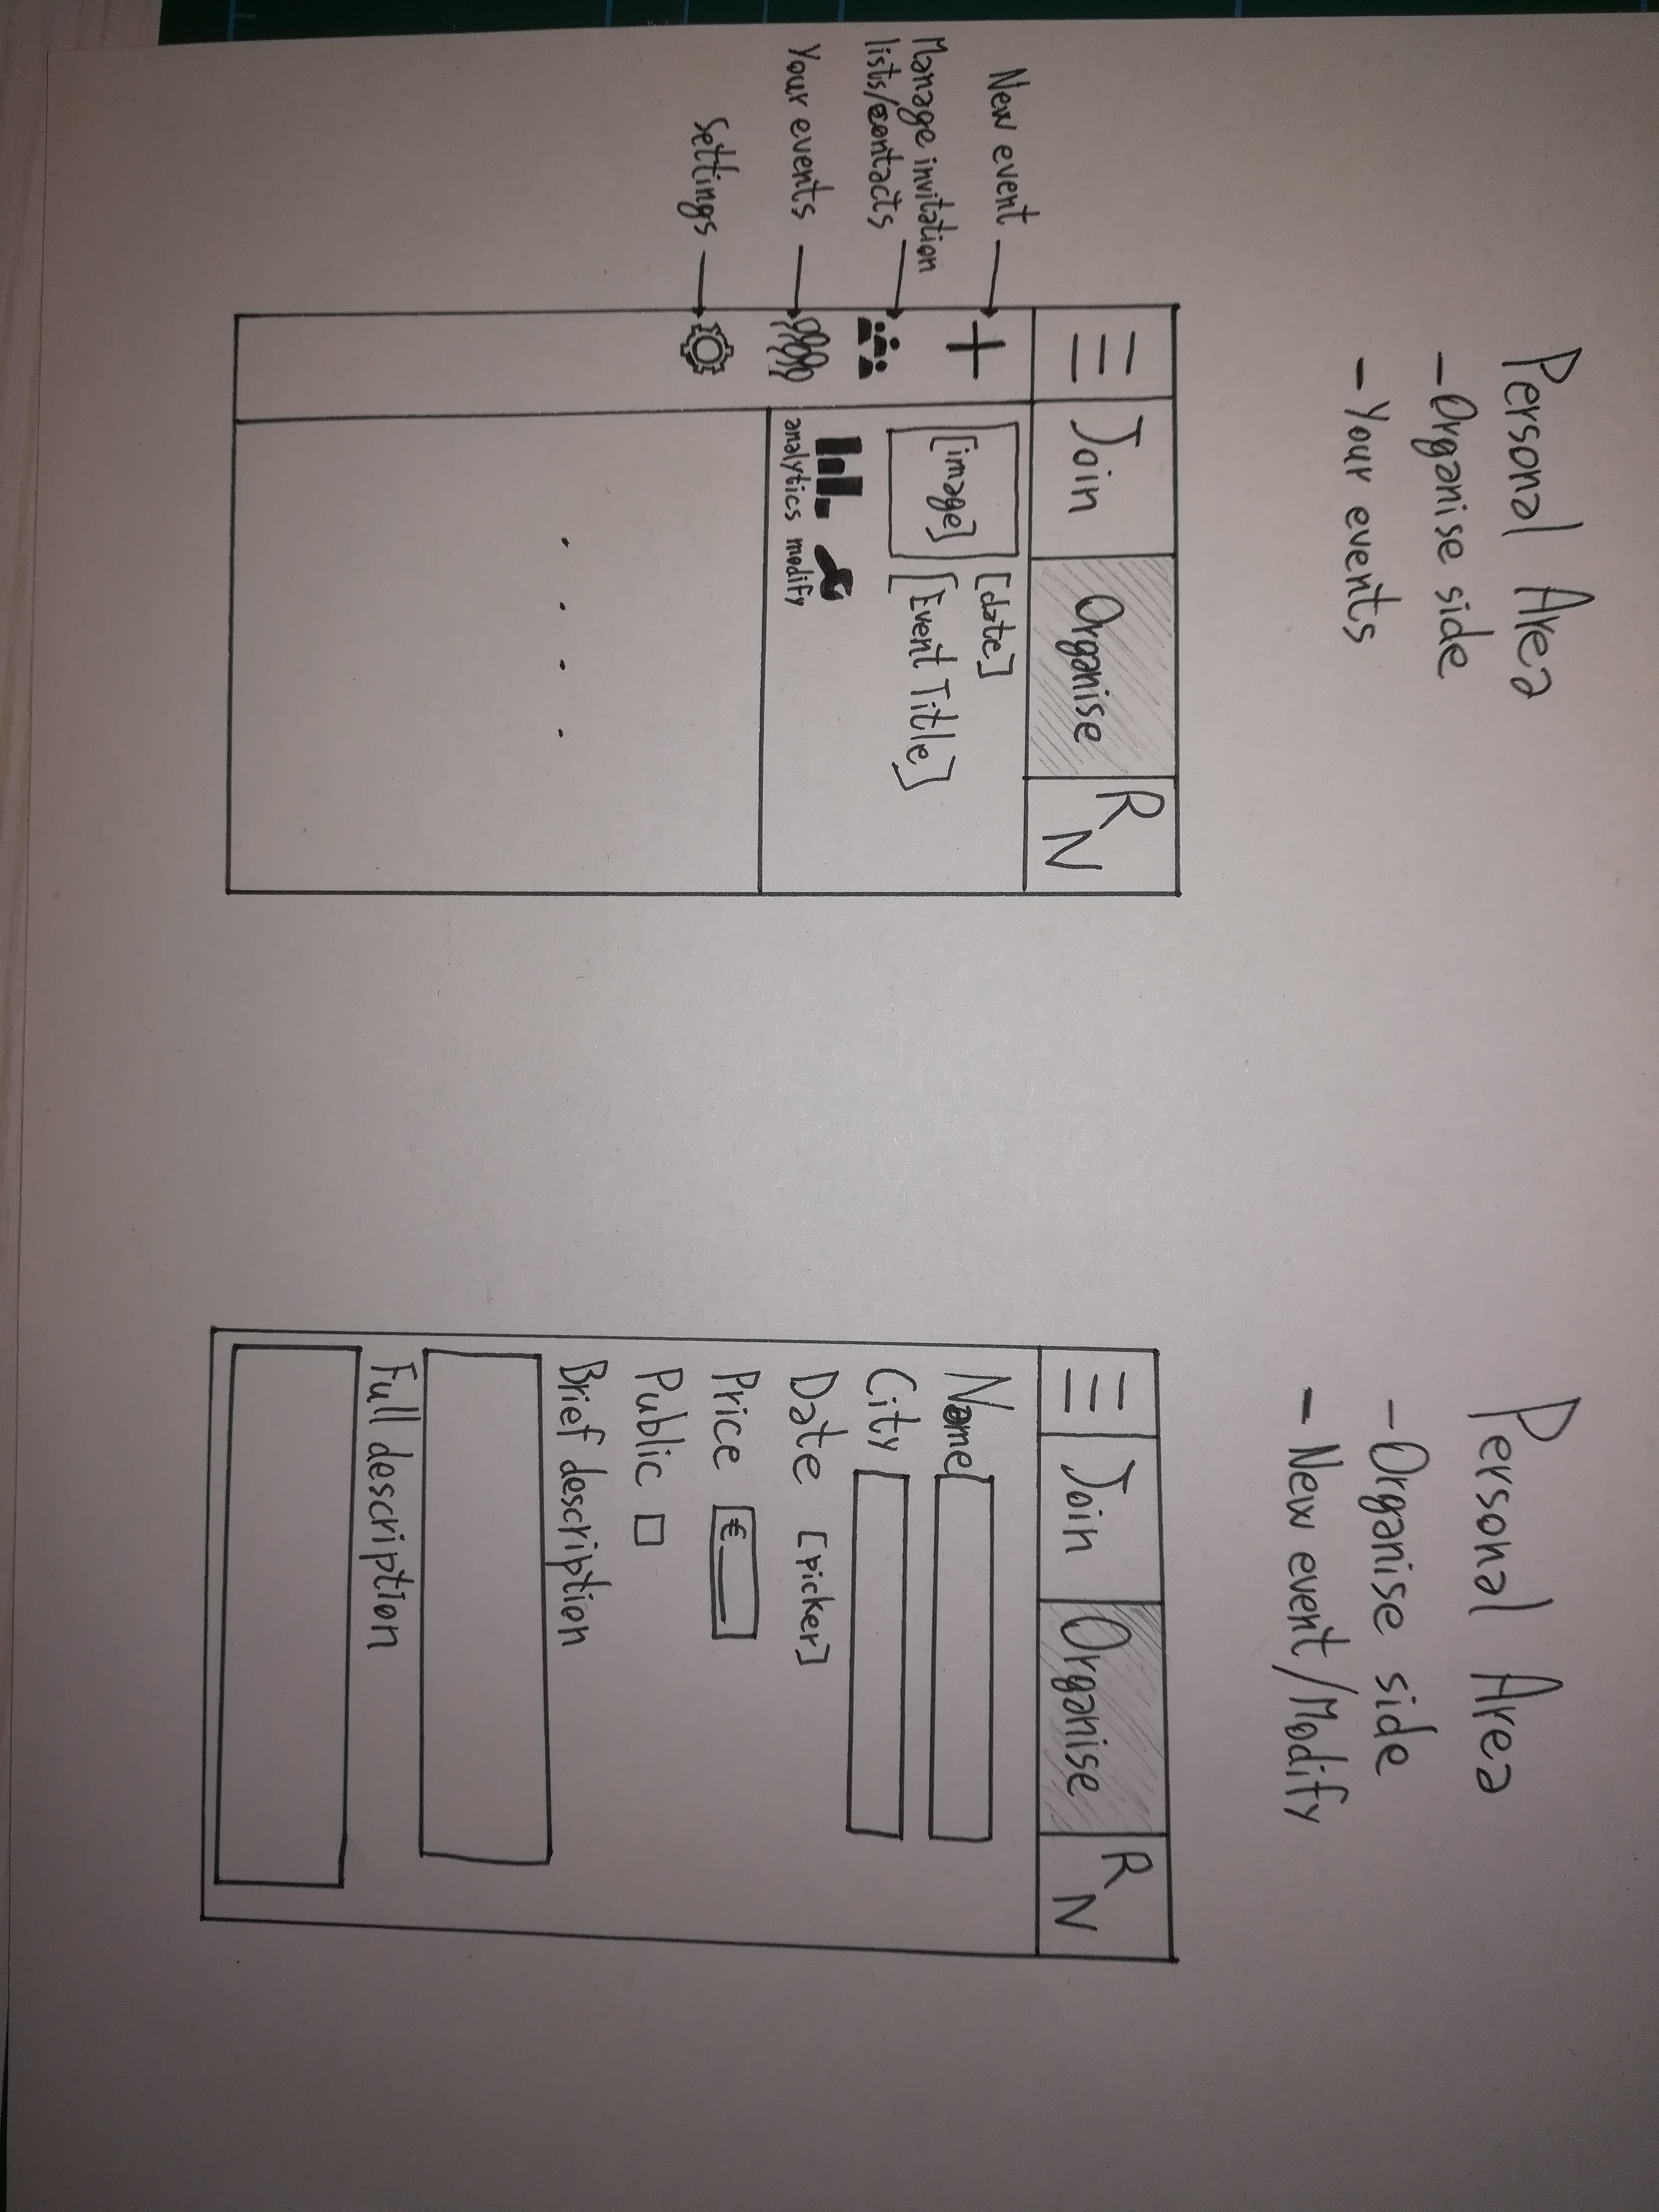 Personal Area
- Organise side
- Your events
Join
Organise
R
N
New event
Manage invitation
lists/contacts
Your events
Settings
[image]
[date]
[Event Title]
analytics
modify
. . . .
Personal Area
- Organise side
- New event/Modify
Join
Organise
R
N
Name
City
Date [picker]
Price €
Public
Brief description
Full description